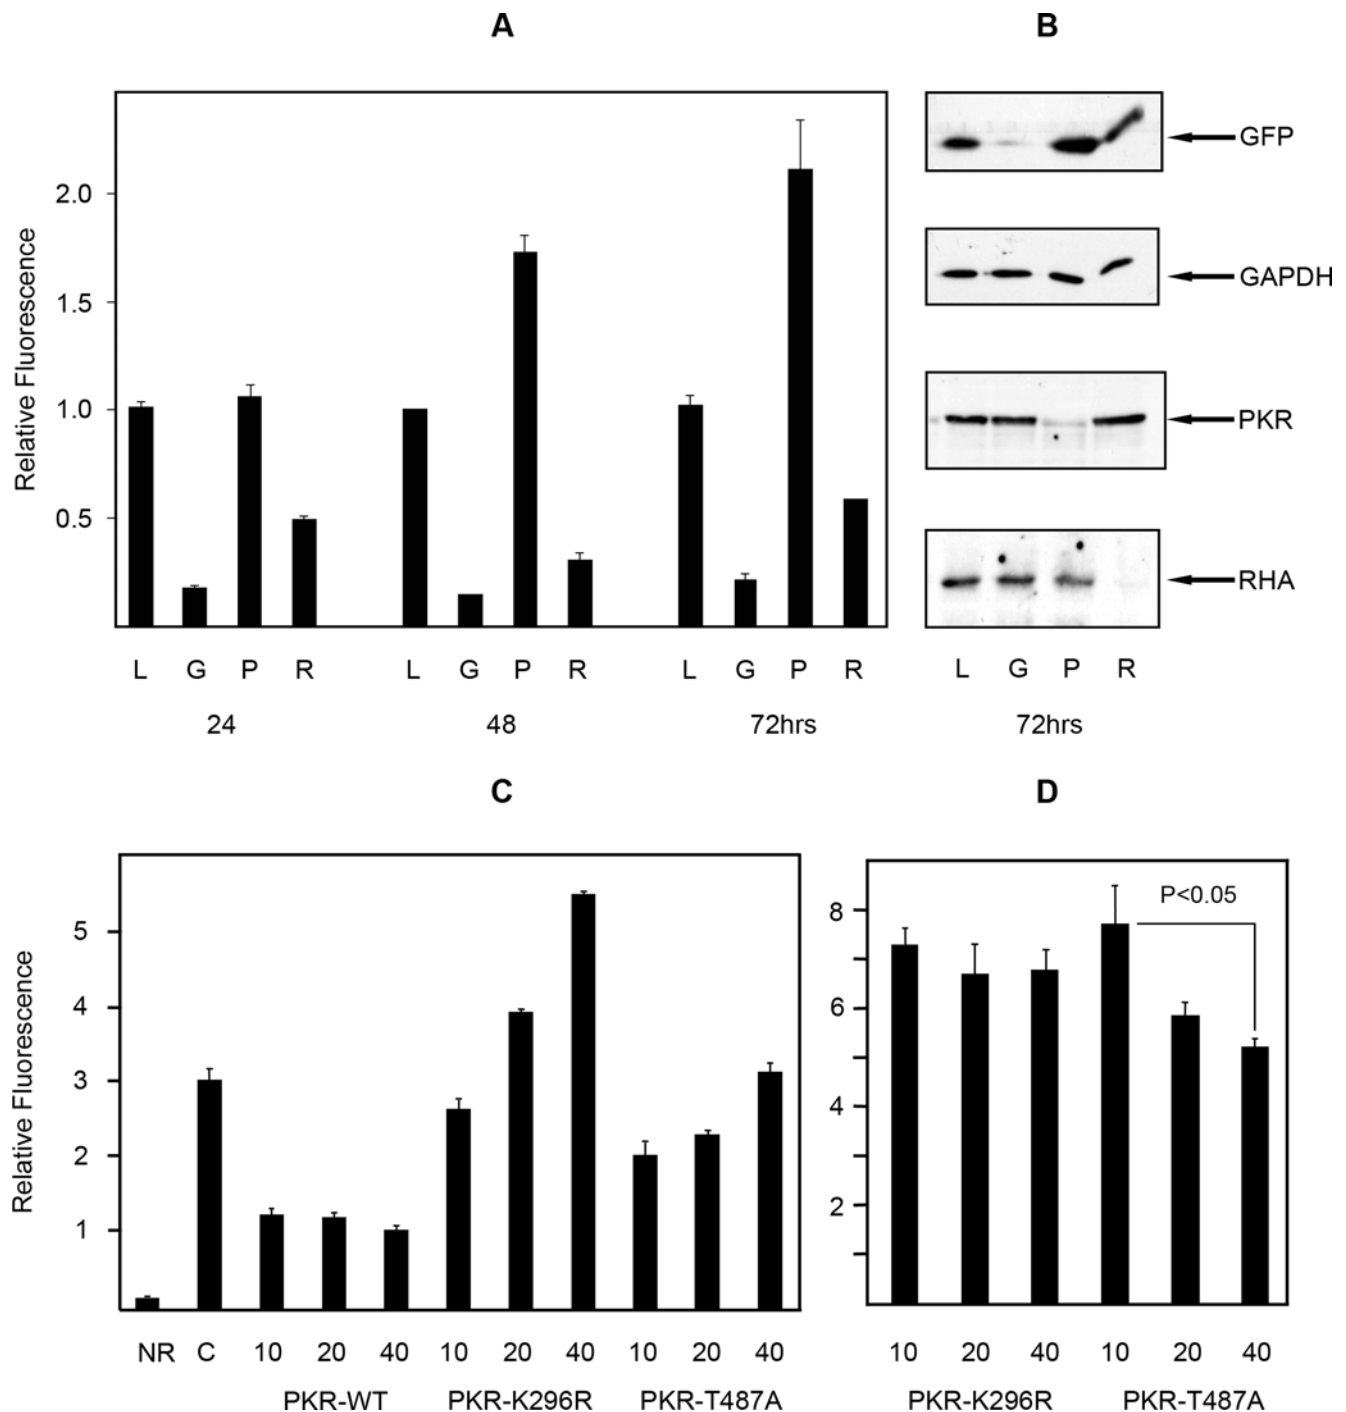 A
B
Relative Fluorescence
2.0
1.5
1.0
0.5
L G P R L G P R L G P R
24 48 72hrs
GFP
GAPDH
PKR
RHA
L G P R
72hrs
C
D
Relative Fluorescence
5
4
3
2
1
NR C 10 20 40 10 20 40 10 20 40
PKR-WT PKR-K296R PKR-T487A
8
6
4
2
P<0.05
10 20 40 10 20 40
PKR-K296R PKR-T487A